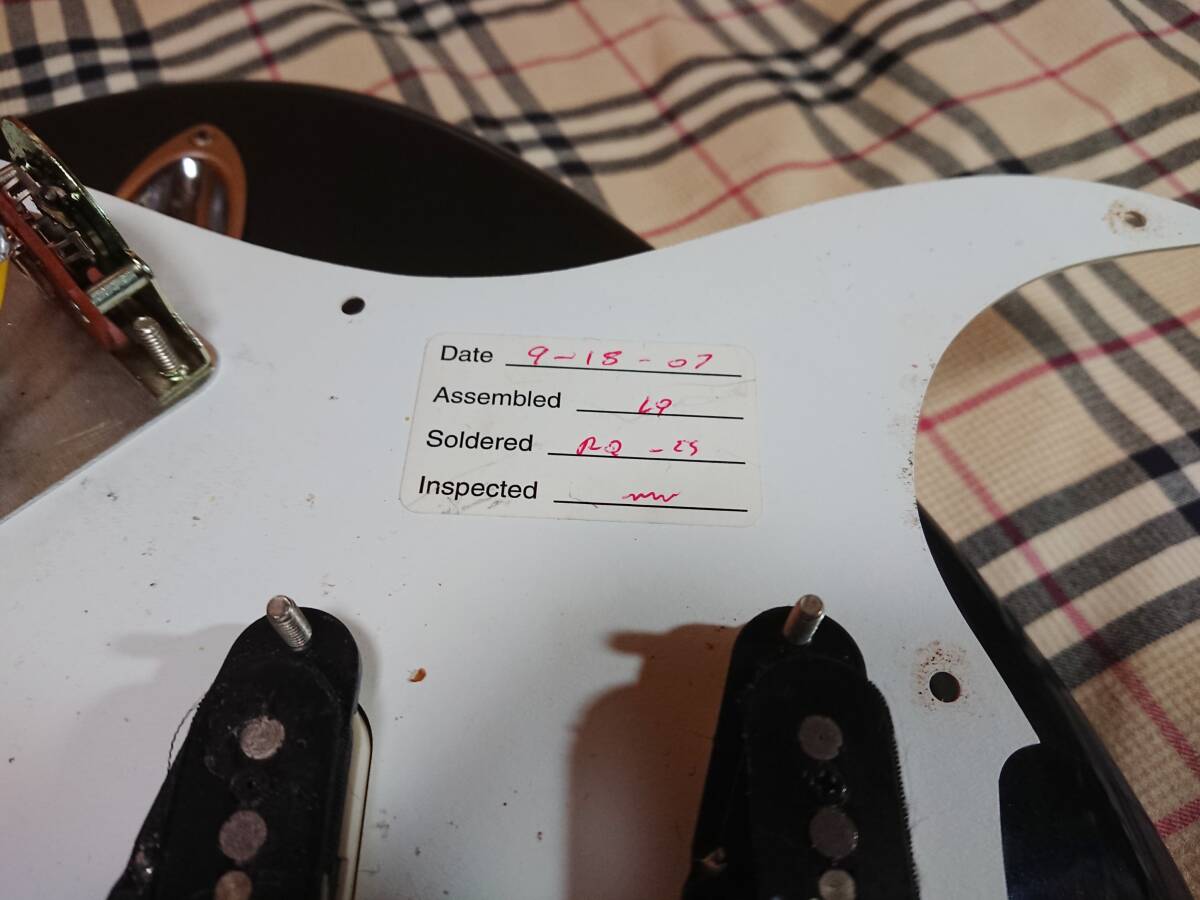 Date 9-18-07
Assembled
Soldered
Inspected